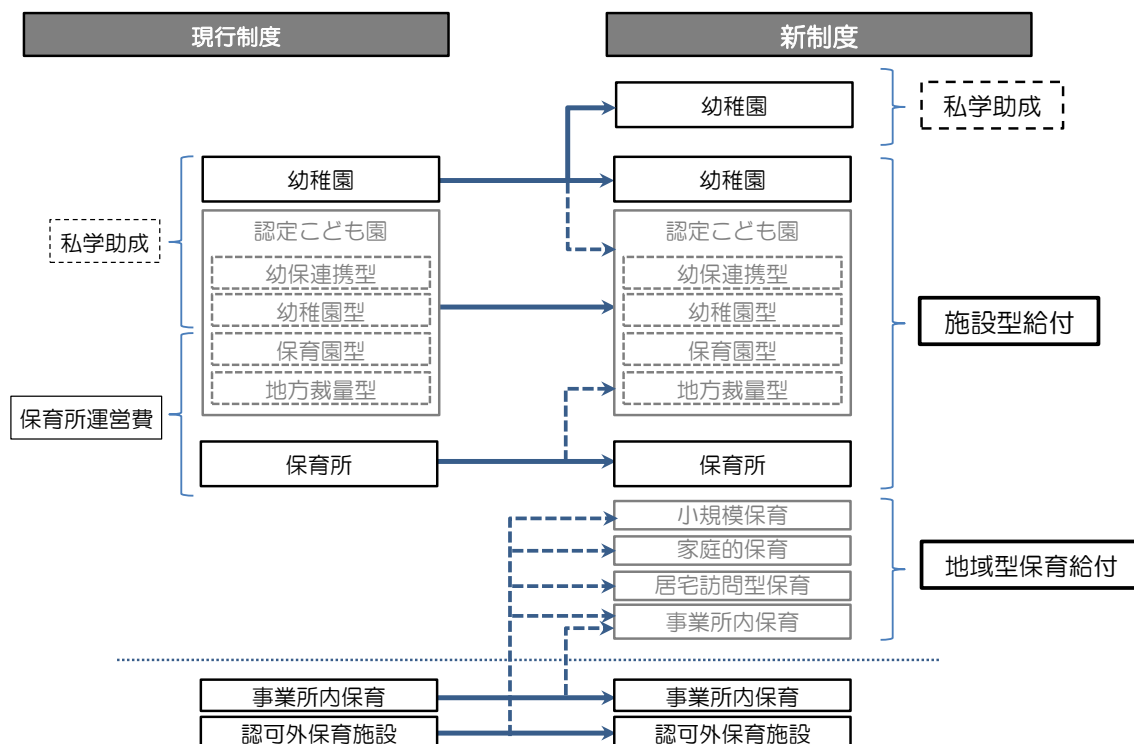 現行制度
新制度
幼稚園
私学助成
幼稚園
幼稚園
私学助成
認定こども園
認定こども園
幼保連携型
幼保連携型
幼稚園型
幼稚園型
施設型給付
保育園型
保育園型
地方裁量型
地方裁量型
保育所運営費
保育所
保育所
小規模保育
家庭的保育
地域型保育給付
居宅訪問型保育
事業所内保育
事業所内保育
事業所内保育
認可外保育施設
認可外保育施設